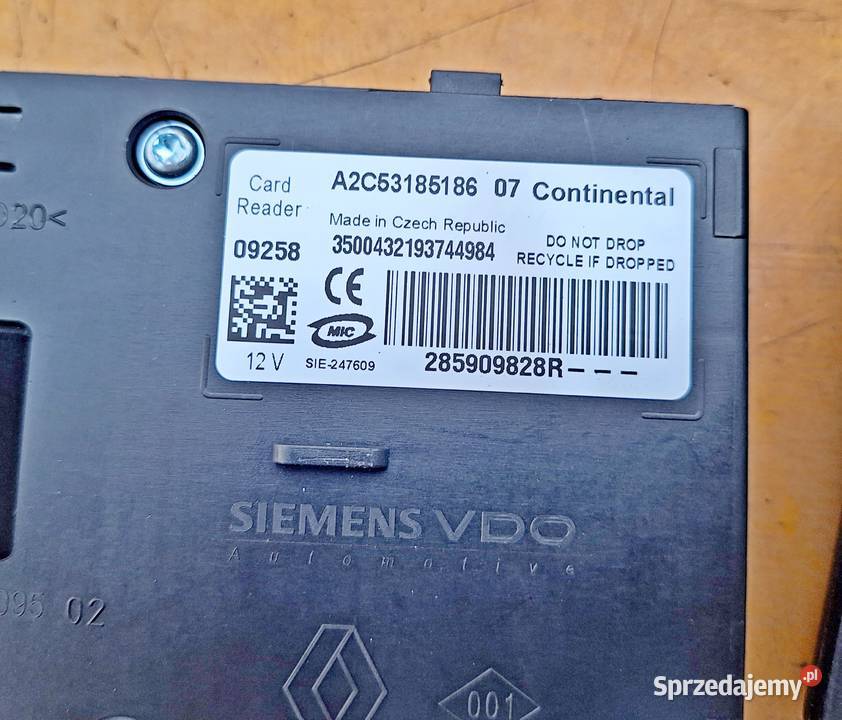 Card Reader
A2C53185186 07 Continental
Made in Czech Republic
09258
3500432193744984
DO NOT DROP
RECYCLE IF DROPPED
CE
MIC
12 V
SIE-247609
285909828R---
020<
SIEMENS VDO
Automotive
095 02
001
Sprzedajemy.pl